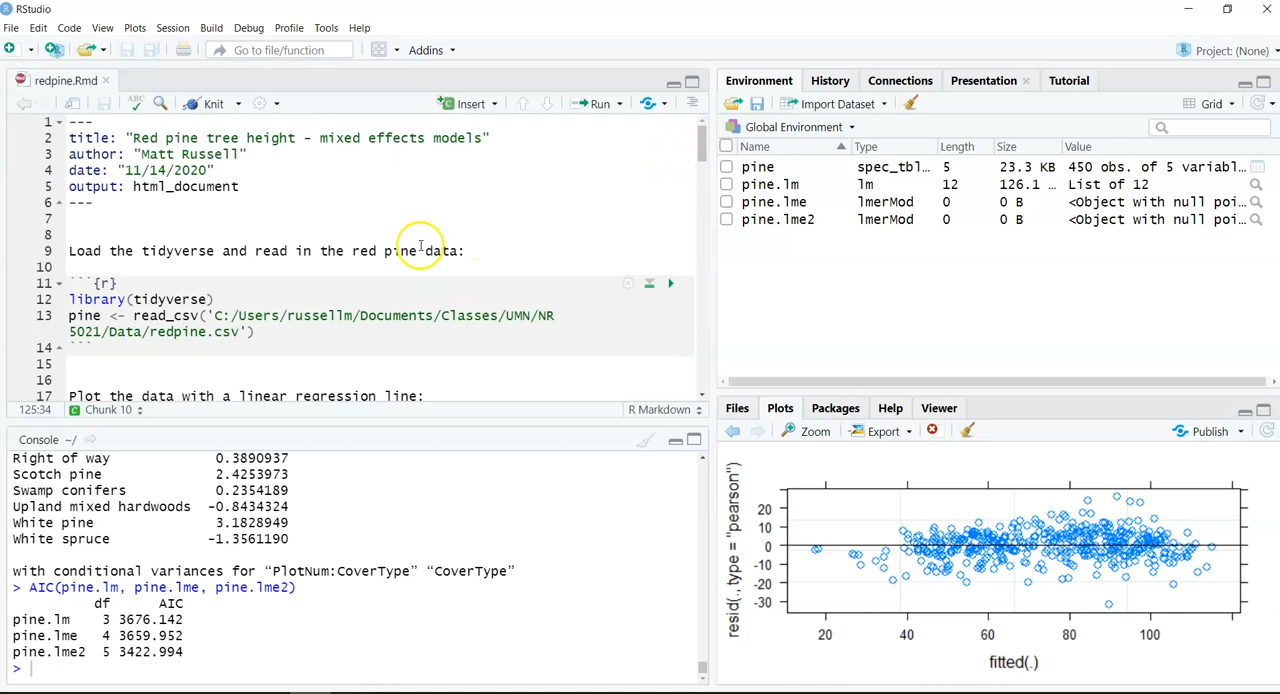 RStudio
File Edit Code View Plots Session Build Debug Profile Tools Help
Go to file/function Addins Project: (None)
redpine.Rmd
ABC Knit Insert Run
1 ---
2 title: "Red pine tree height - mixed effects models"
3 author: "Matt Russell"
4 date: "11/14/2020"
5 output: html_document
6 ---
7
8
9 Load the tidyverse and read in the red pine data:
10
11 ```{r}
12 library(tidyverse)
13 pine <- read_csv('C:/Users/russellm/Documents/Classes/UMN/NR
5021/Data/redpine.csv')
14 ```
15
16
17 Plot the data with a linear regression line:
125:34 Chunk 10 R Markdown
Console ~/
Right of way 0.3890937
Scotch pine 2.4253973
Swamp conifers 0.2354189
Upland mixed hardwoods -0.8434324
White pine 3.1828949
White spruce -1.3561190
with conditional variances for “PlotNum:CoverType” “CoverType”
> AIC(pine.lm, pine.lme, pine.lme2)
df AIC
pine.lm 3 3676.142
pine.lme 4 3659.952
pine.lme2 5 3422.994
>
Environment History Connections Presentation Tutorial
Import Dataset Grid
Global Environment
Name Type Length Size Value
pine spec_tbl… 5 23.3 KB 450 obs. of 5 variabl…
pine.lm lm 12 126.1 … List of 12
pine.lme lmerMod 0 0 B <Object with null poi…
pine.lme2 lmerMod 0 0 B <Object with null poi…
Files Plots Packages Help Viewer
Zoom Export Publish
resid(., type = "pearson")
20
10
0
-10
-20
-30
20 40 60 80 100
fitted(.)